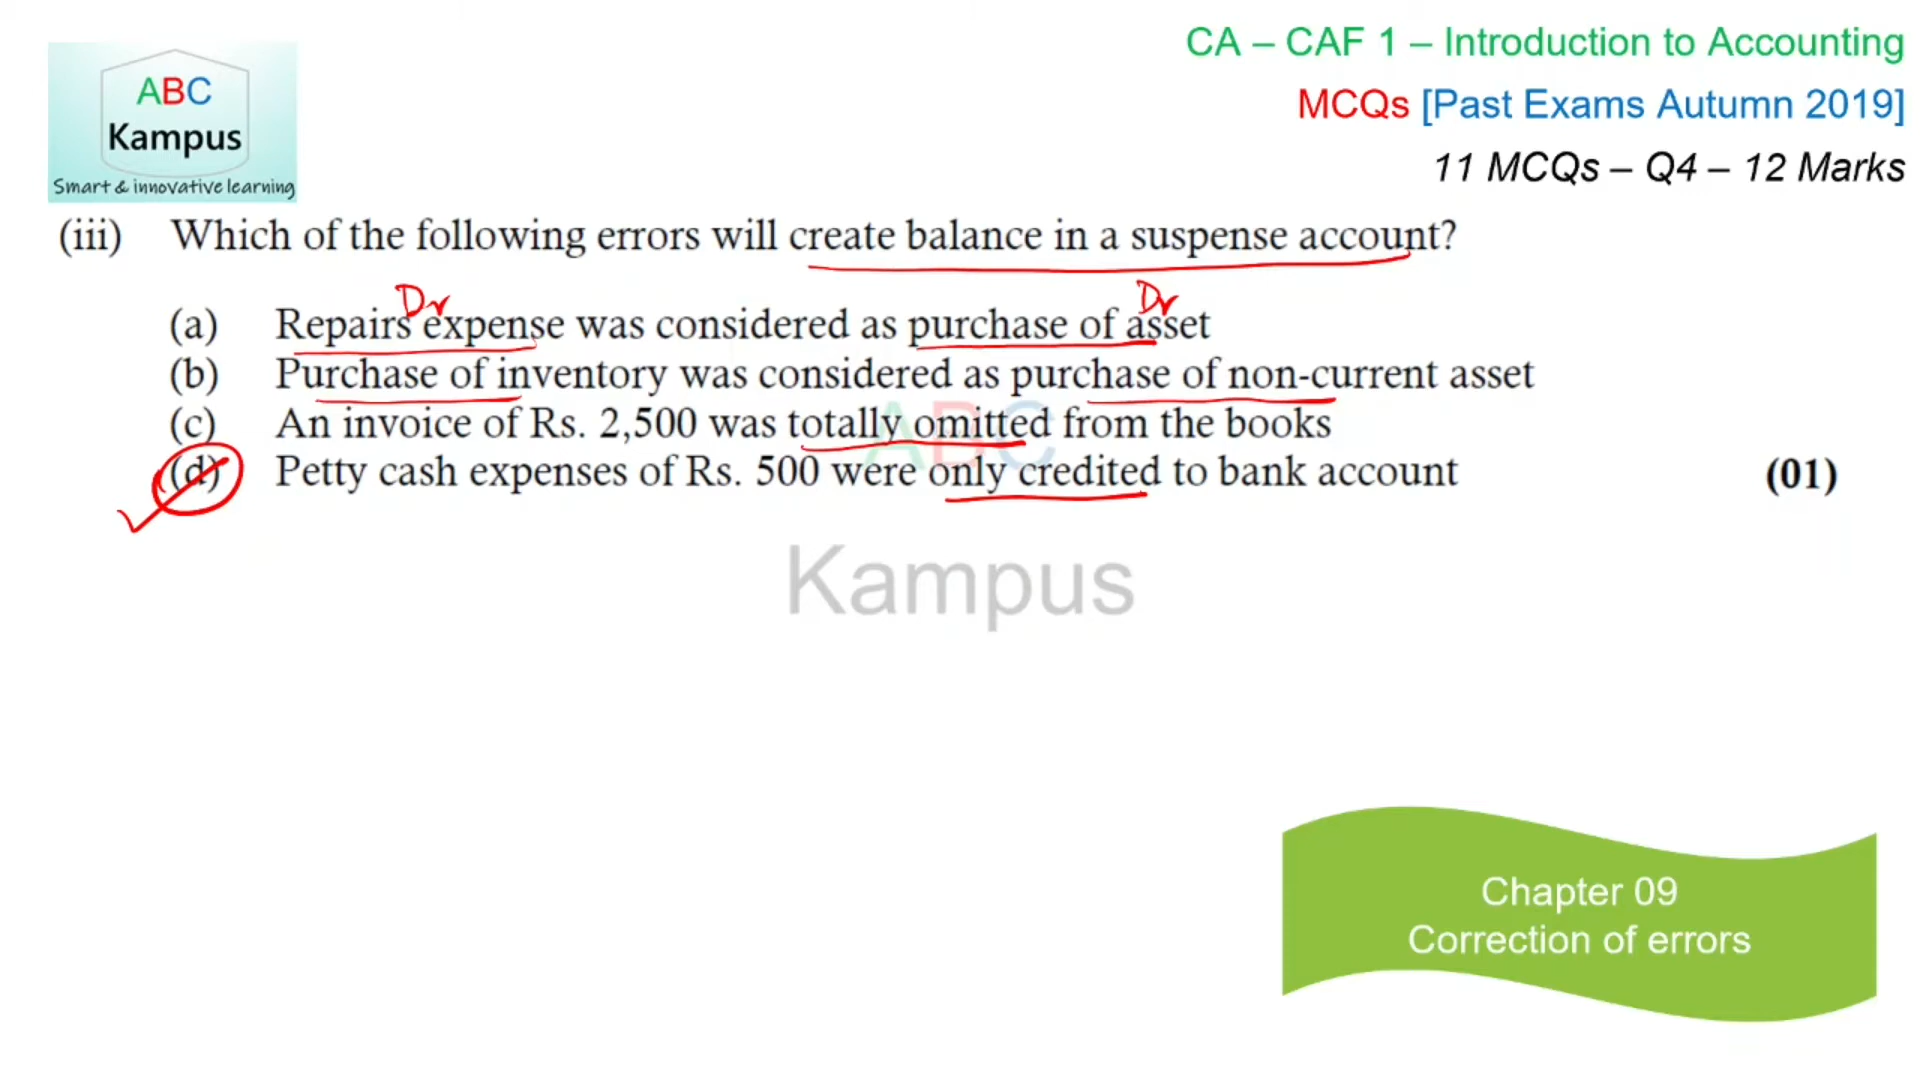 ABC
Kampus
Smart & innovative learning
CA – CAF 1 – Introduction to Accounting
MCQs [Past Exams Autumn 2019]
11 MCQs – Q4 – 12 Marks
(iii) Which of the following errors will create balance in a suspense account?
Dr Dr
(a) Repairs expense was considered as purchase of asset
(b) Purchase of inventory was considered as purchase of non-current asset
(c) An invoice of Rs. 2,500 was totally omitted from the books
(d) Petty cash expenses of Rs. 500 were only credited to bank account (01)
ABC
Kampus
Chapter 09
Correction of errors